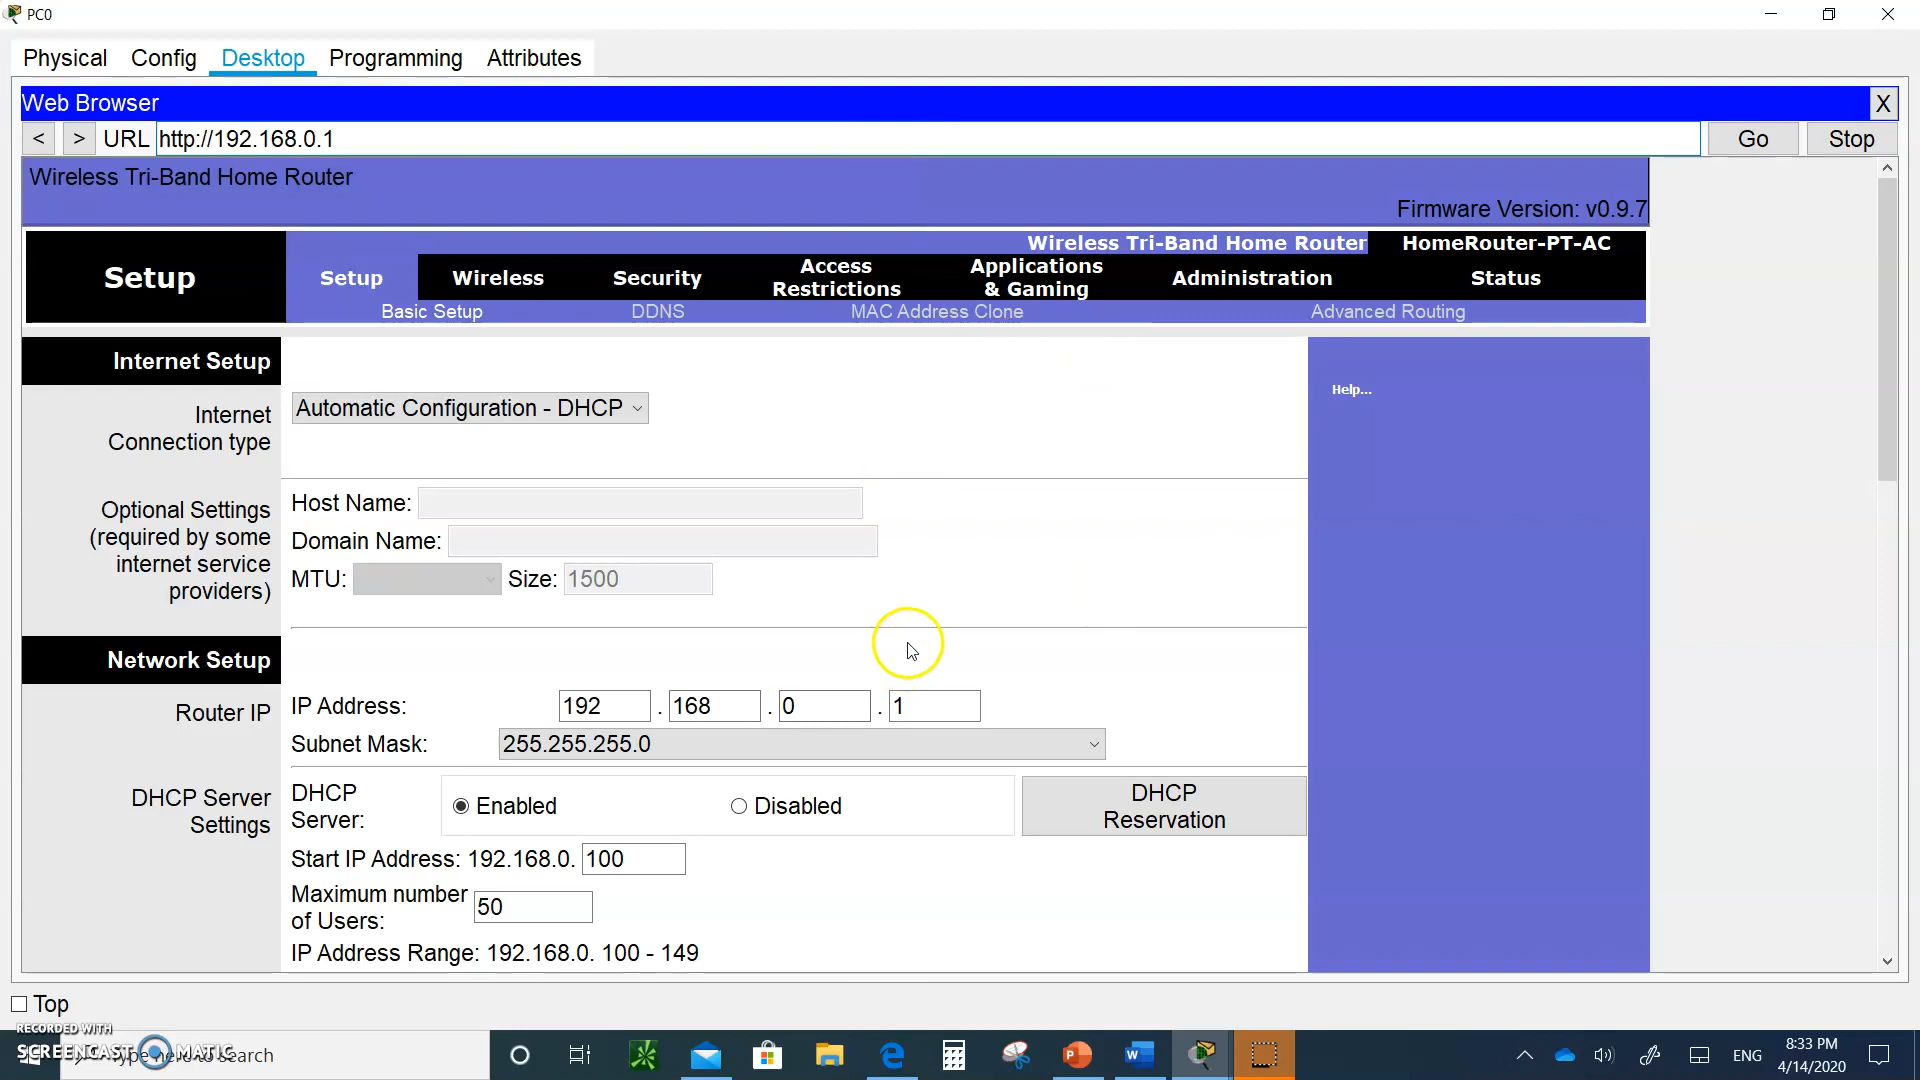 PC0
Physical Config Desktop Programming Attributes
Web Browser X
< > URL http://192.168.0.1 Go Stop
Wireless Tri-Band Home Router
Firmware Version: v0.9.7
Wireless Tri-Band Home Router HomeRouter-PT-AC
Setup
Setup Wireless Security Access Restrictions Applications & Gaming Administration Status
Basic Setup DDNS MAC Address Clone Advanced Routing
Internet Setup
Internet
Connection type
Automatic Configuration - DHCP
Help...
Optional Settings
(required by some
internet service
providers)
Host Name:
Domain Name:
MTU: Size: 1500
Network Setup
Router IP
IP Address: 192 . 168 . 0 . 1
Subnet Mask: 255.255.255.0
DHCP Server
Settings
DHCP
Server:
Enabled Disabled
DHCP
Reservation
Start IP Address: 192.168.0. 100
Maximum number
of Users:
50
IP Address Range: 192.168.0. 100 - 149
Top
RECORDED WITH
SCREENCAST MATIC
Type here to search
ENG
8:33 PM
4/14/2020